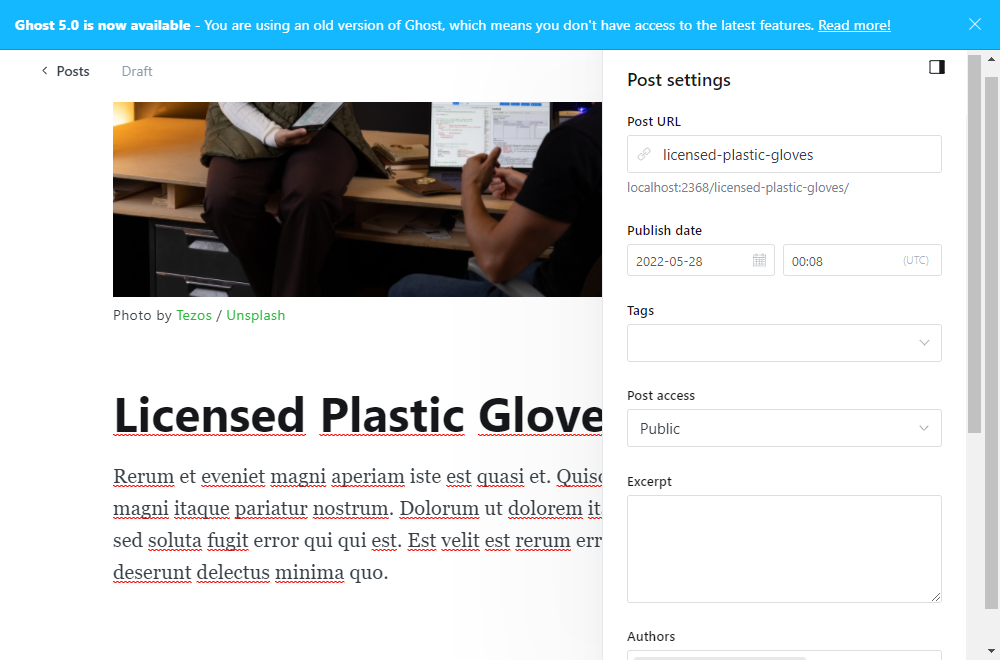 Ghost 5.0 is now available - You are using an old version of Ghost, which means you don't have access to the latest features. Read more!
Posts
Draft
Photo by Tezos / Unsplash
Licensed Plastic Glove
Rerum et eveniet magni aperiam iste est quasi et. Quisc
magni itaque pariatur nostrum. Dolorum ut dolorem it
sed soluta fugit error qui qui est. Est velit est rerum err
deserunt delectus minima quo.
Post settings
Post URL
licensed-plastic-gloves
localhost:2368/licensed-plastic-gloves/
Publish date
2022-05-28
00:08
(UTC)
Tags
Post access
Public
Excerpt
Authors